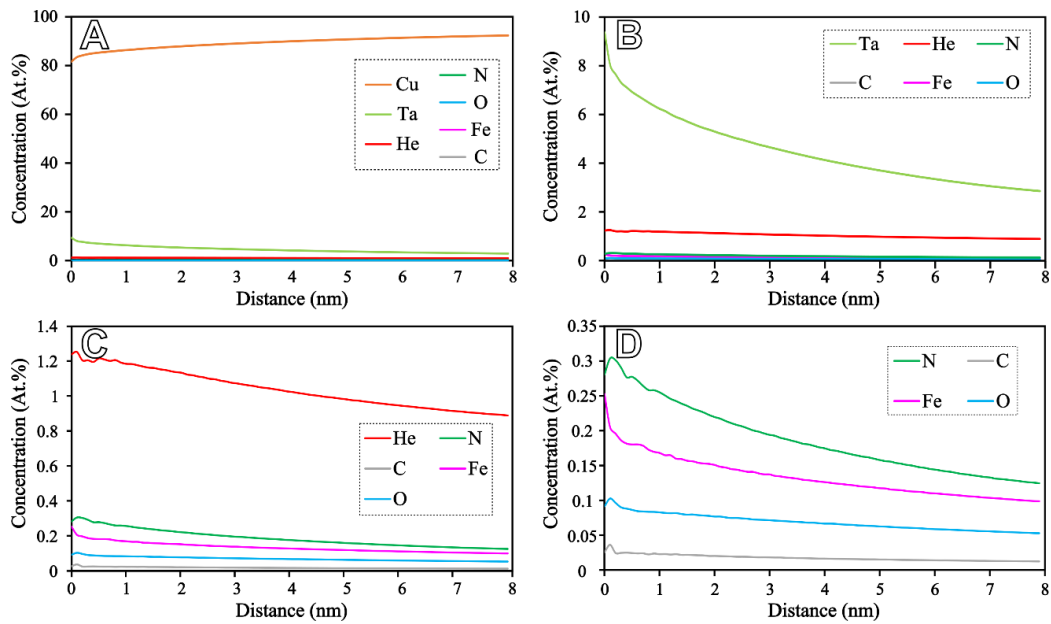 A
Concentration (At.%)
100
80
60
40
20
0
Cu
Ta
He
N
O
Fe
C
0 1 2 3 4 5 6 7 8
Distance (nm)
B
Concentration (At.%)
10
8
6
4
2
0
Ta He N
C Fe O
0 1 2 3 4 5 6 7 8
Distance (nm)
C
Concentration (At.%)
1.4
1.2
1
0.8
0.6
0.4
0.2
0
He N
C Fe
O
0 1 2 3 4 5 6 7 8
Distance (nm)
D
Concentration (At.%)
0.35
0.3
0.25
0.2
0.15
0.1
0.05
0
N C
Fe O
0 1 2 3 4 5 6 7 8
Distance (nm)